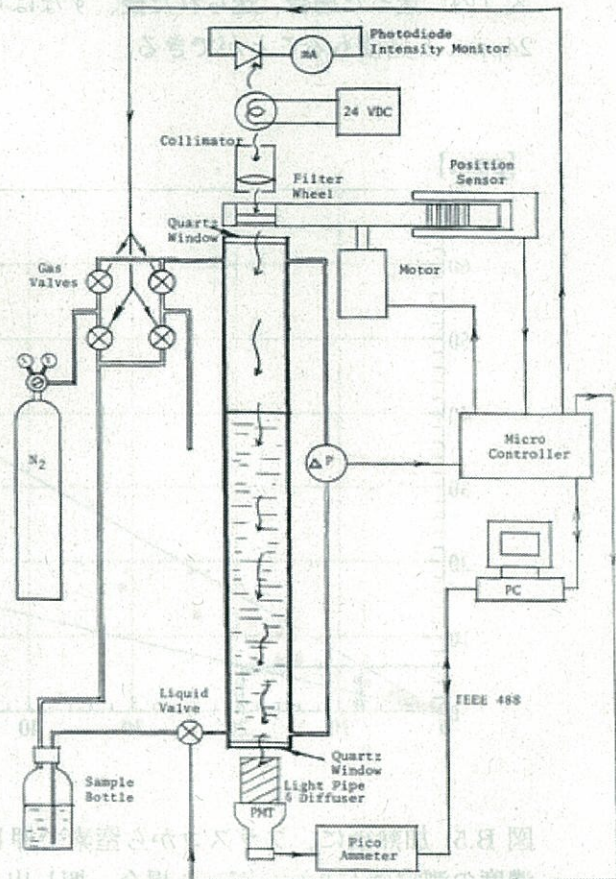 Photodiode
Intensity Monitor
mA
24 VDC
Collimator
Filter
Wheel
Position
Sensor
Quartz
Window
Gas
Valves
Motor
N2
ΔP
Micro
Controller
PC
IEEE 488
Liquid
Valve
Sample
Bottle
Quartz
Window
Light Pipe
& Diffuser
PMT
Pico
Ammeter